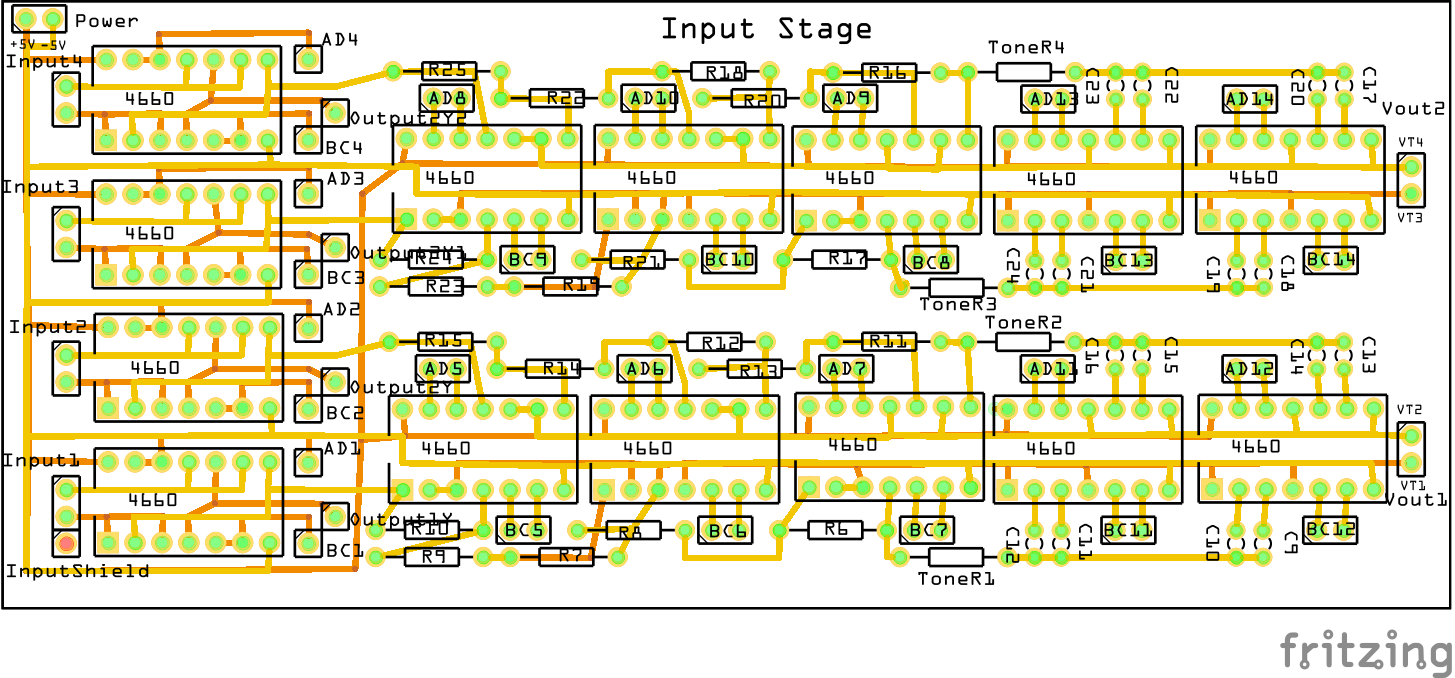 Power
Input Stage
+5V -5V
AD4
ToneR4
Input4
R25
R18
R16
C23
C22
C20
C17
4660
AD8
R22
AD10
R20
AD9
AD13
AD14
Vout2
BC4
VT4
Input3
AD3
4660
4660
4660
4660
4660
VT3
4660
R21
R17
BC9
BC10
BC8
BC13
BC14
BC3
R23
R19
C24
C21
C19
C18
ToneR3
AD2
Input2
ToneR2
R15
R12
R11
C16
C15
C14
C13
4660
AD5
R14
AD6
R13
AD7
AD11
AD12
Output2Y
BC2
VT2
Input1
AD1
4660
4660
4660
4660
4660
VT1
4660
Vout1
Output1Y
R10
BC5
R8
BC6
R6
BC7
BC11
BC12
BC1
R9
R7
C12
C11
C10
C9
InputShield
ToneR1
fritzing